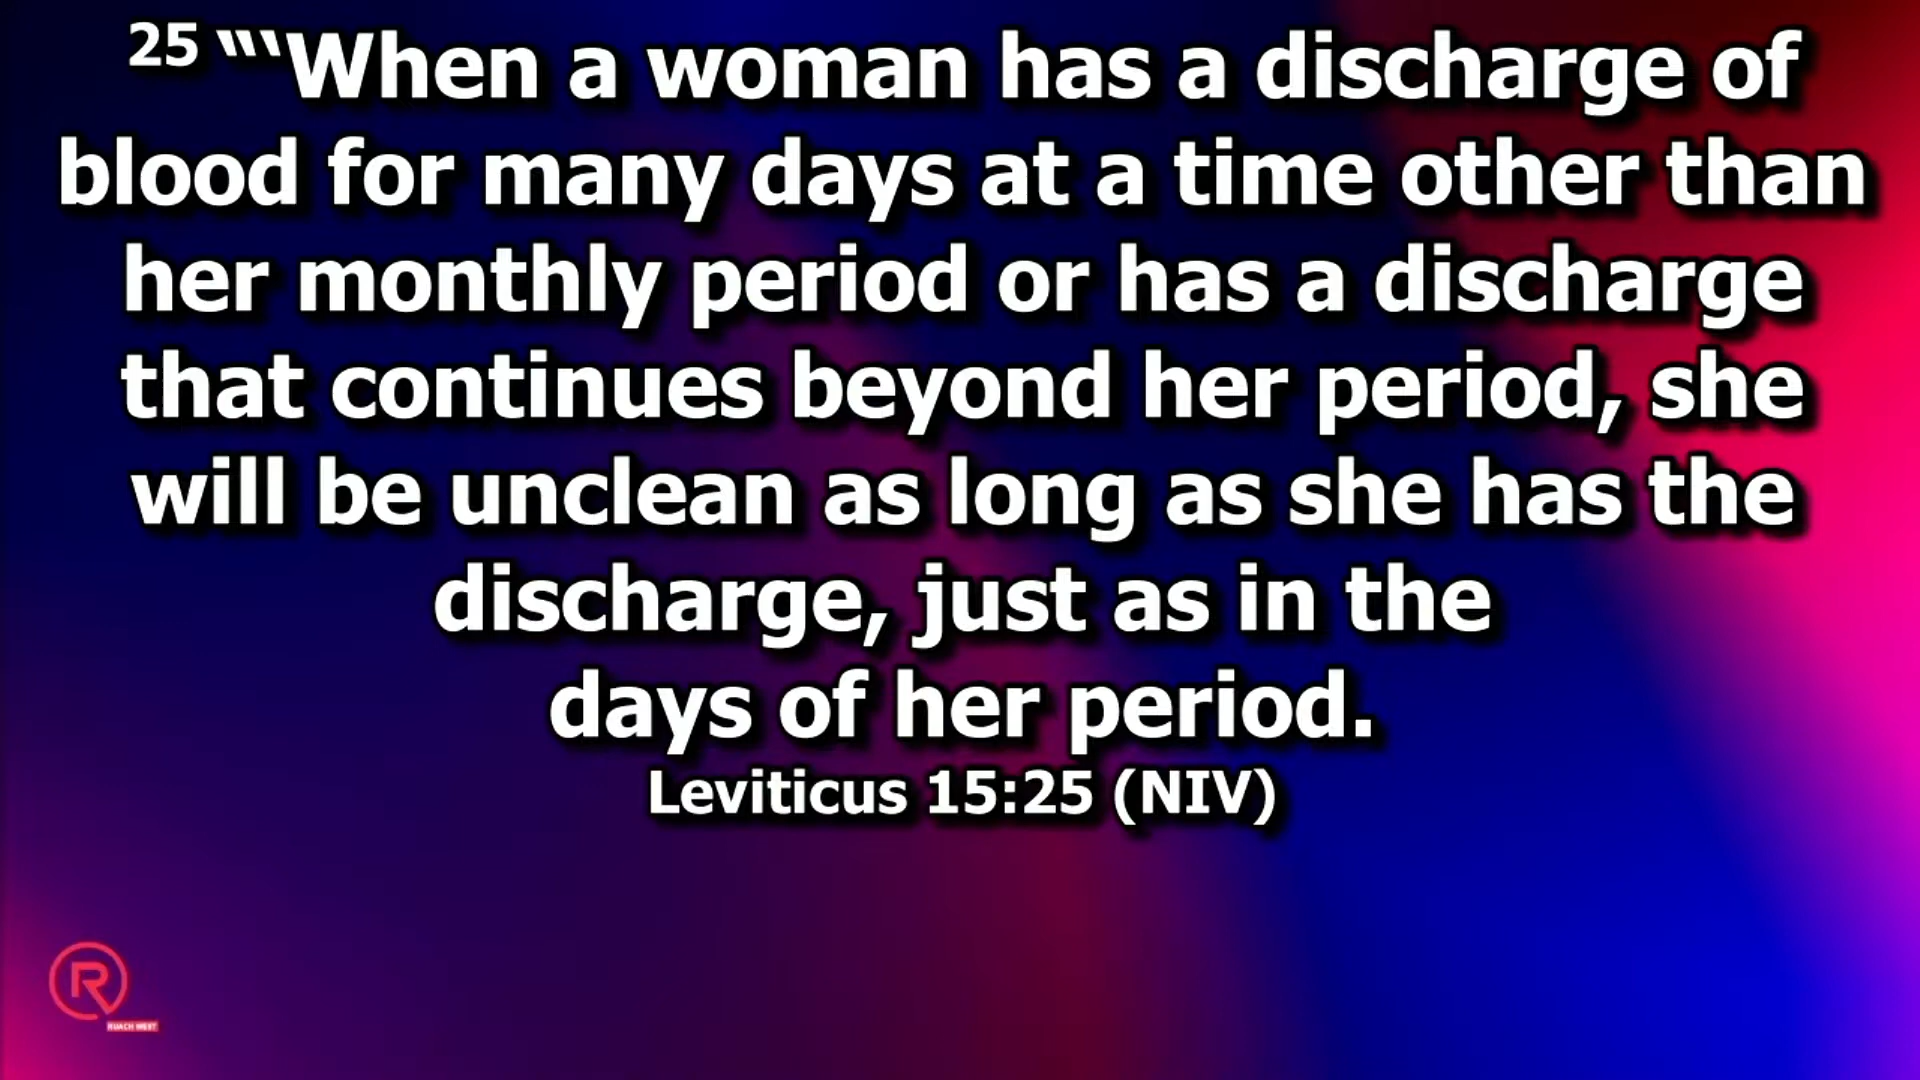 25 “‘When a woman has a discharge of
blood for many days at a time other than
her monthly period or has a discharge
that continues beyond her period, she
will be unclean as long as she has the
discharge, just as in the
days of her period.
Leviticus 15:25 (NIV)
R
RUACH WEST